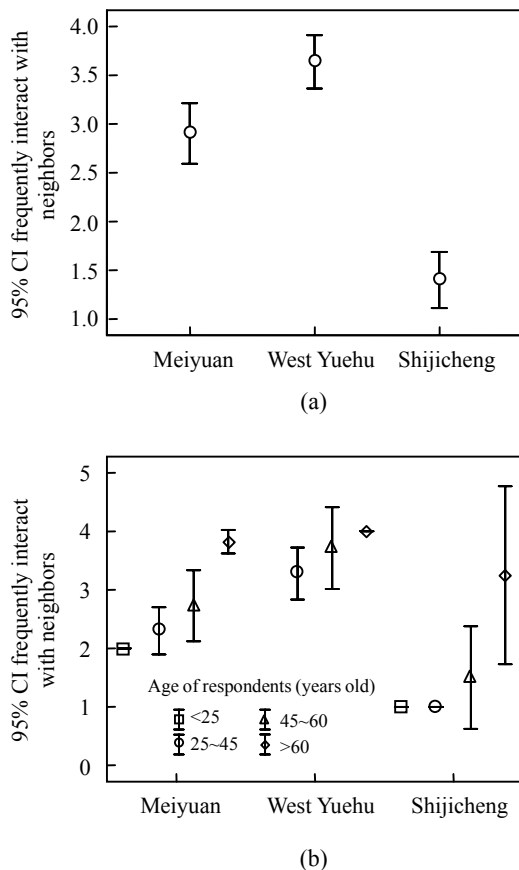 95% CI frequently interact with
neighbors
4.0
3.5
3.0
2.5
2.0
1.5
1.0
Meiyuan West Yuehu Shijicheng
(a)
95% CI frequently interact
with neighbors
5
4
3
2
1
0
Age of respondents (years old)
<25 45~60
25~45 >60
Meiyuan West Yuehu Shijicheng
(b)